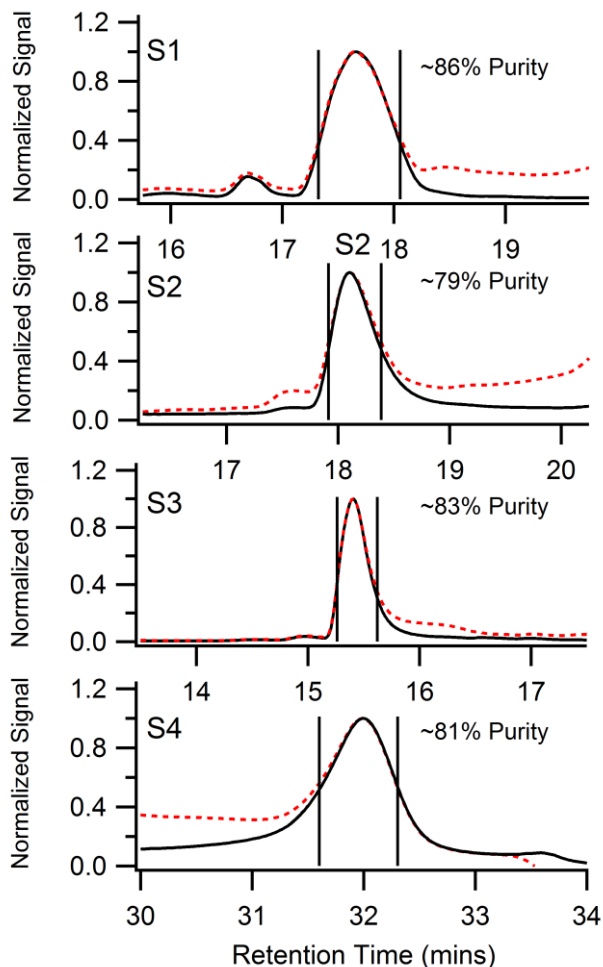 Normalized Signal
1.2
0.8
0.4
0.0
S1
~86% Purity
16 17 18 19
Normalized Signal
1.2
0.8
0.4
0.0
S2
S2
~79% Purity
17 18 19 20
Normalized Signal
1.2
0.8
0.4
0.0
S3
~83% Purity
14 15 16 17
Normalized Signal
1.2
0.8
0.4
0.0
S4
~81% Purity
30 31 32 33 34
Retention Time (mins)